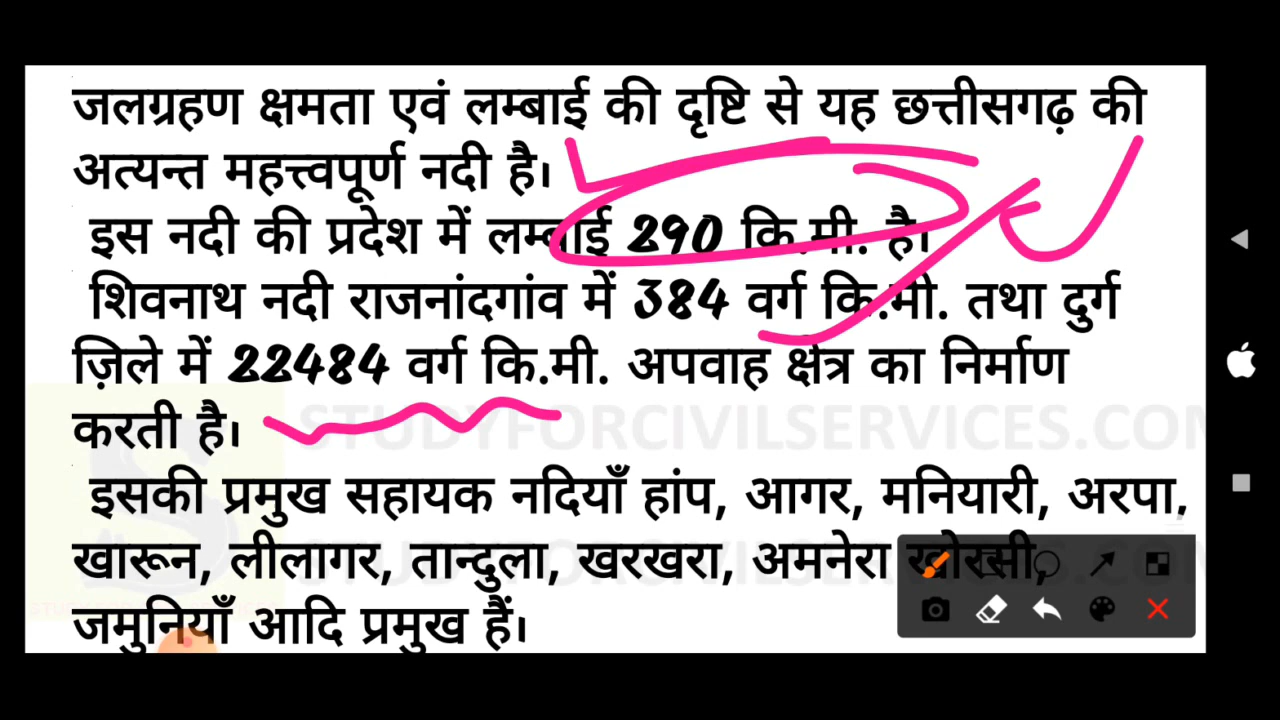 जलग्रहण क्षमता एवं लम्बाई की दृष्टि से यह छत्तीसगढ़ की
अत्यन्त महत्त्वपूर्ण नदी है।
इस नदी की प्रदेश में लम्बाई 290 कि.मी. है।
शिवनाथ नदी राजनांदगांव में 384 वर्ग कि.मी. तथा दुर्ग
ज़िले में 22484 वर्ग कि.मी. अपवाह क्षेत्र का निर्माण
करती है।
STUDYFORCIVILSERVICES.COM
इसकी प्रमुख सहायक नदियाँ हांप, आगर, मनियारी, अरपा,
खारून, लीलागर, तान्दुला, खरखरा, अमनेरा खोरसी,
जमुनियाँ आदि प्रमुख हैं।